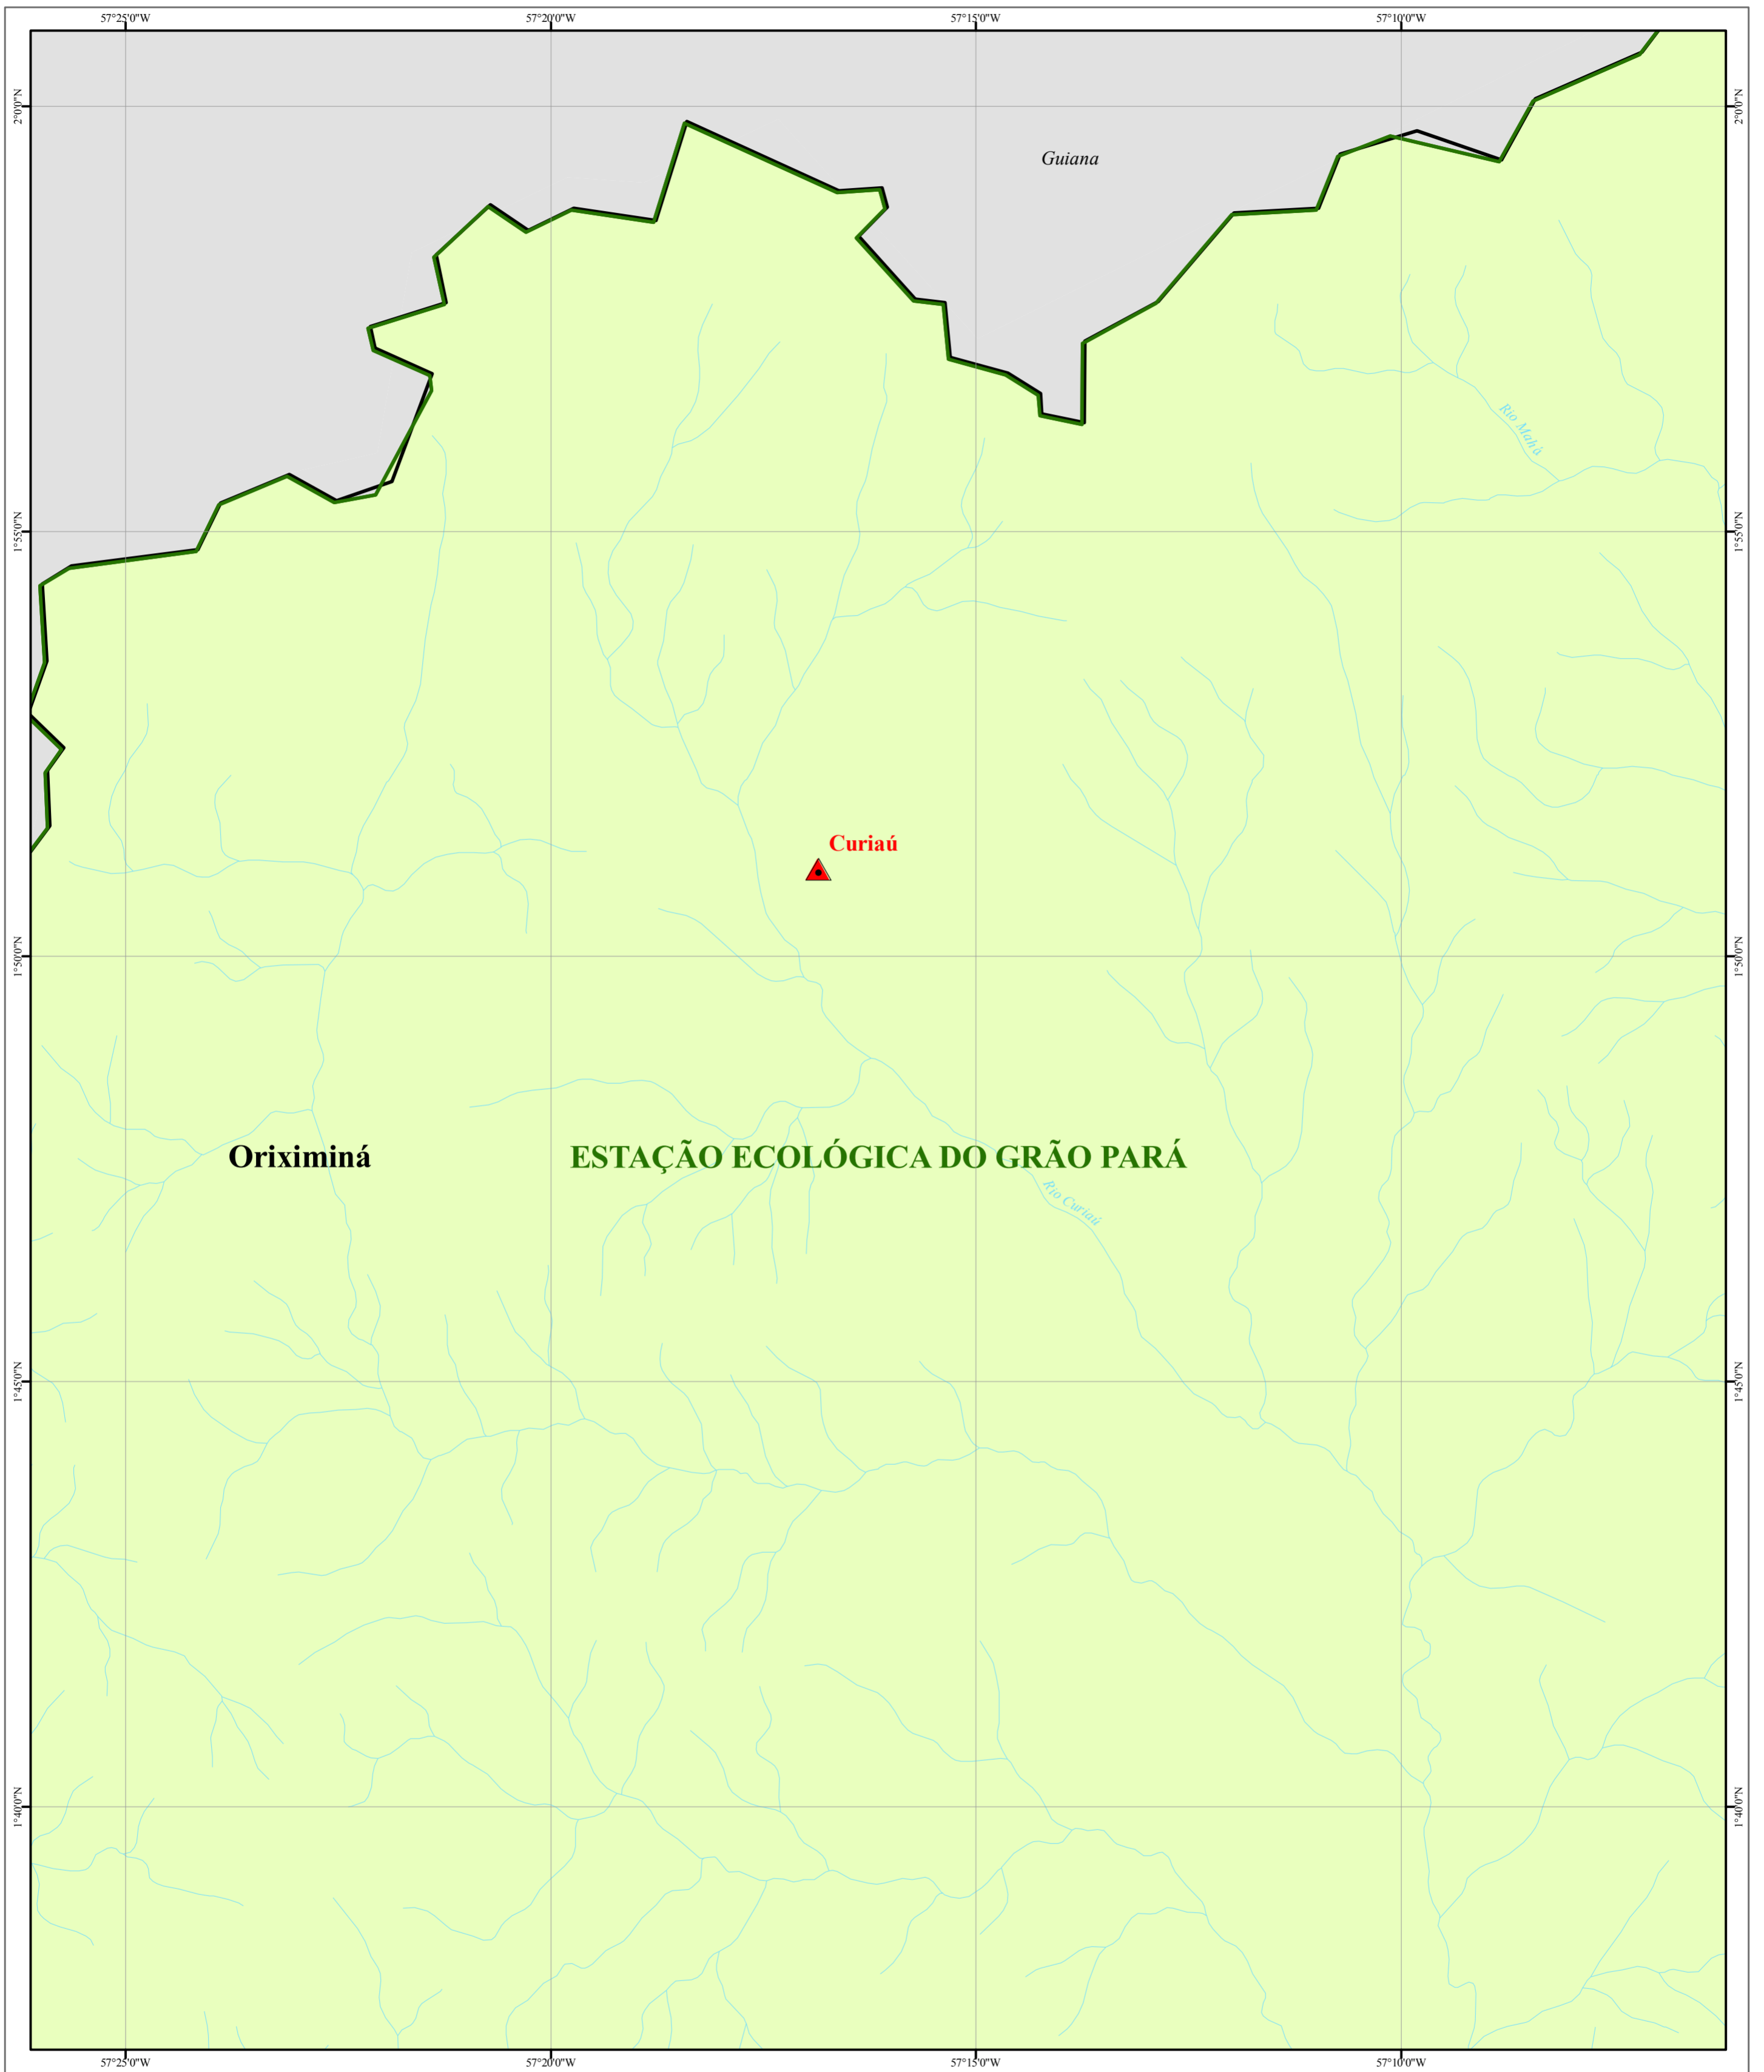 57°25'0"W
57°20'0"W
57°15'0"W
57°10'0"W
2°0'0"N
2°0'0"N
Guiana
Rio Mahá
1°55'0"N
1°55'0"N
Curiaú
1°50'0"N
1°50'0"N
Oriximiná
ESTAÇÃO ECOLÓGICA DO GRÃO PARÁ
Rio Curiaú
1°45'0"N
1°45'0"N
1°40'0"N
1°40'0"N
57°25'0"W
57°20'0"W
57°15'0"W
57°10'0"W